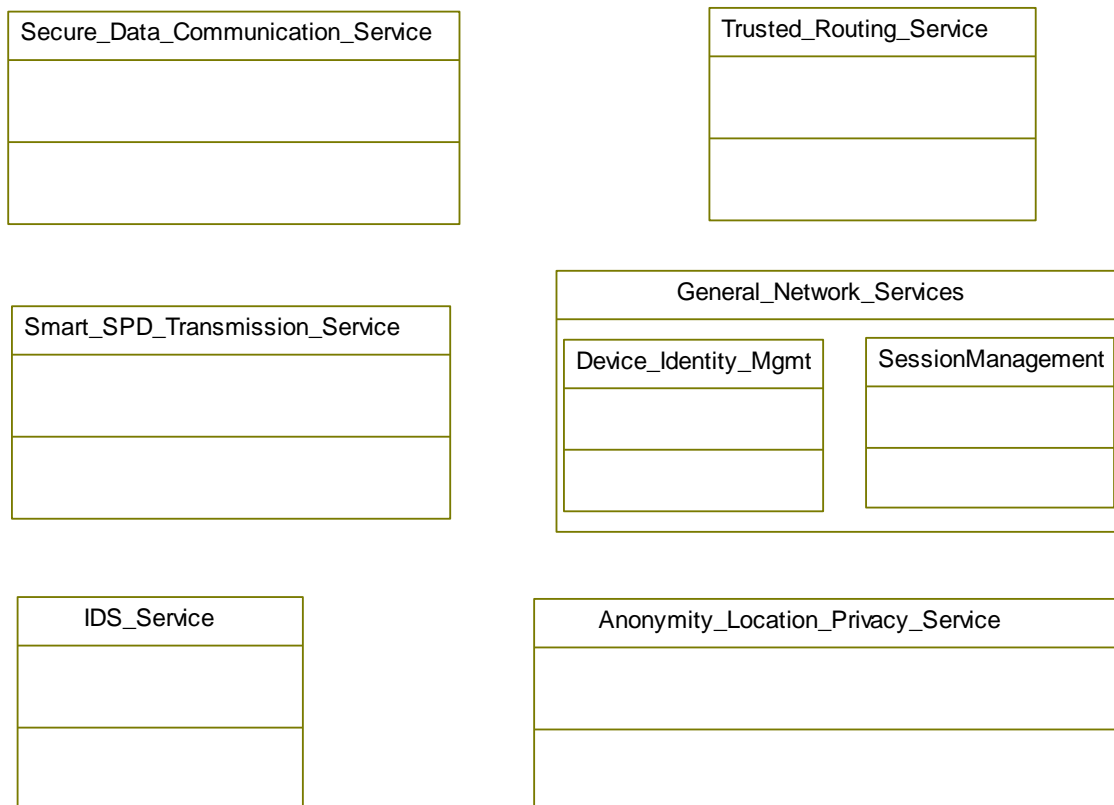 Secure_Data_Communication_Service
Trusted_Routing_Service
General_Network_Services
Smart_SPD_Transmission_Service
Device_Identity_Mgmt
SessionManagement
IDS_Service
Anonymity_Location_Privacy_Service